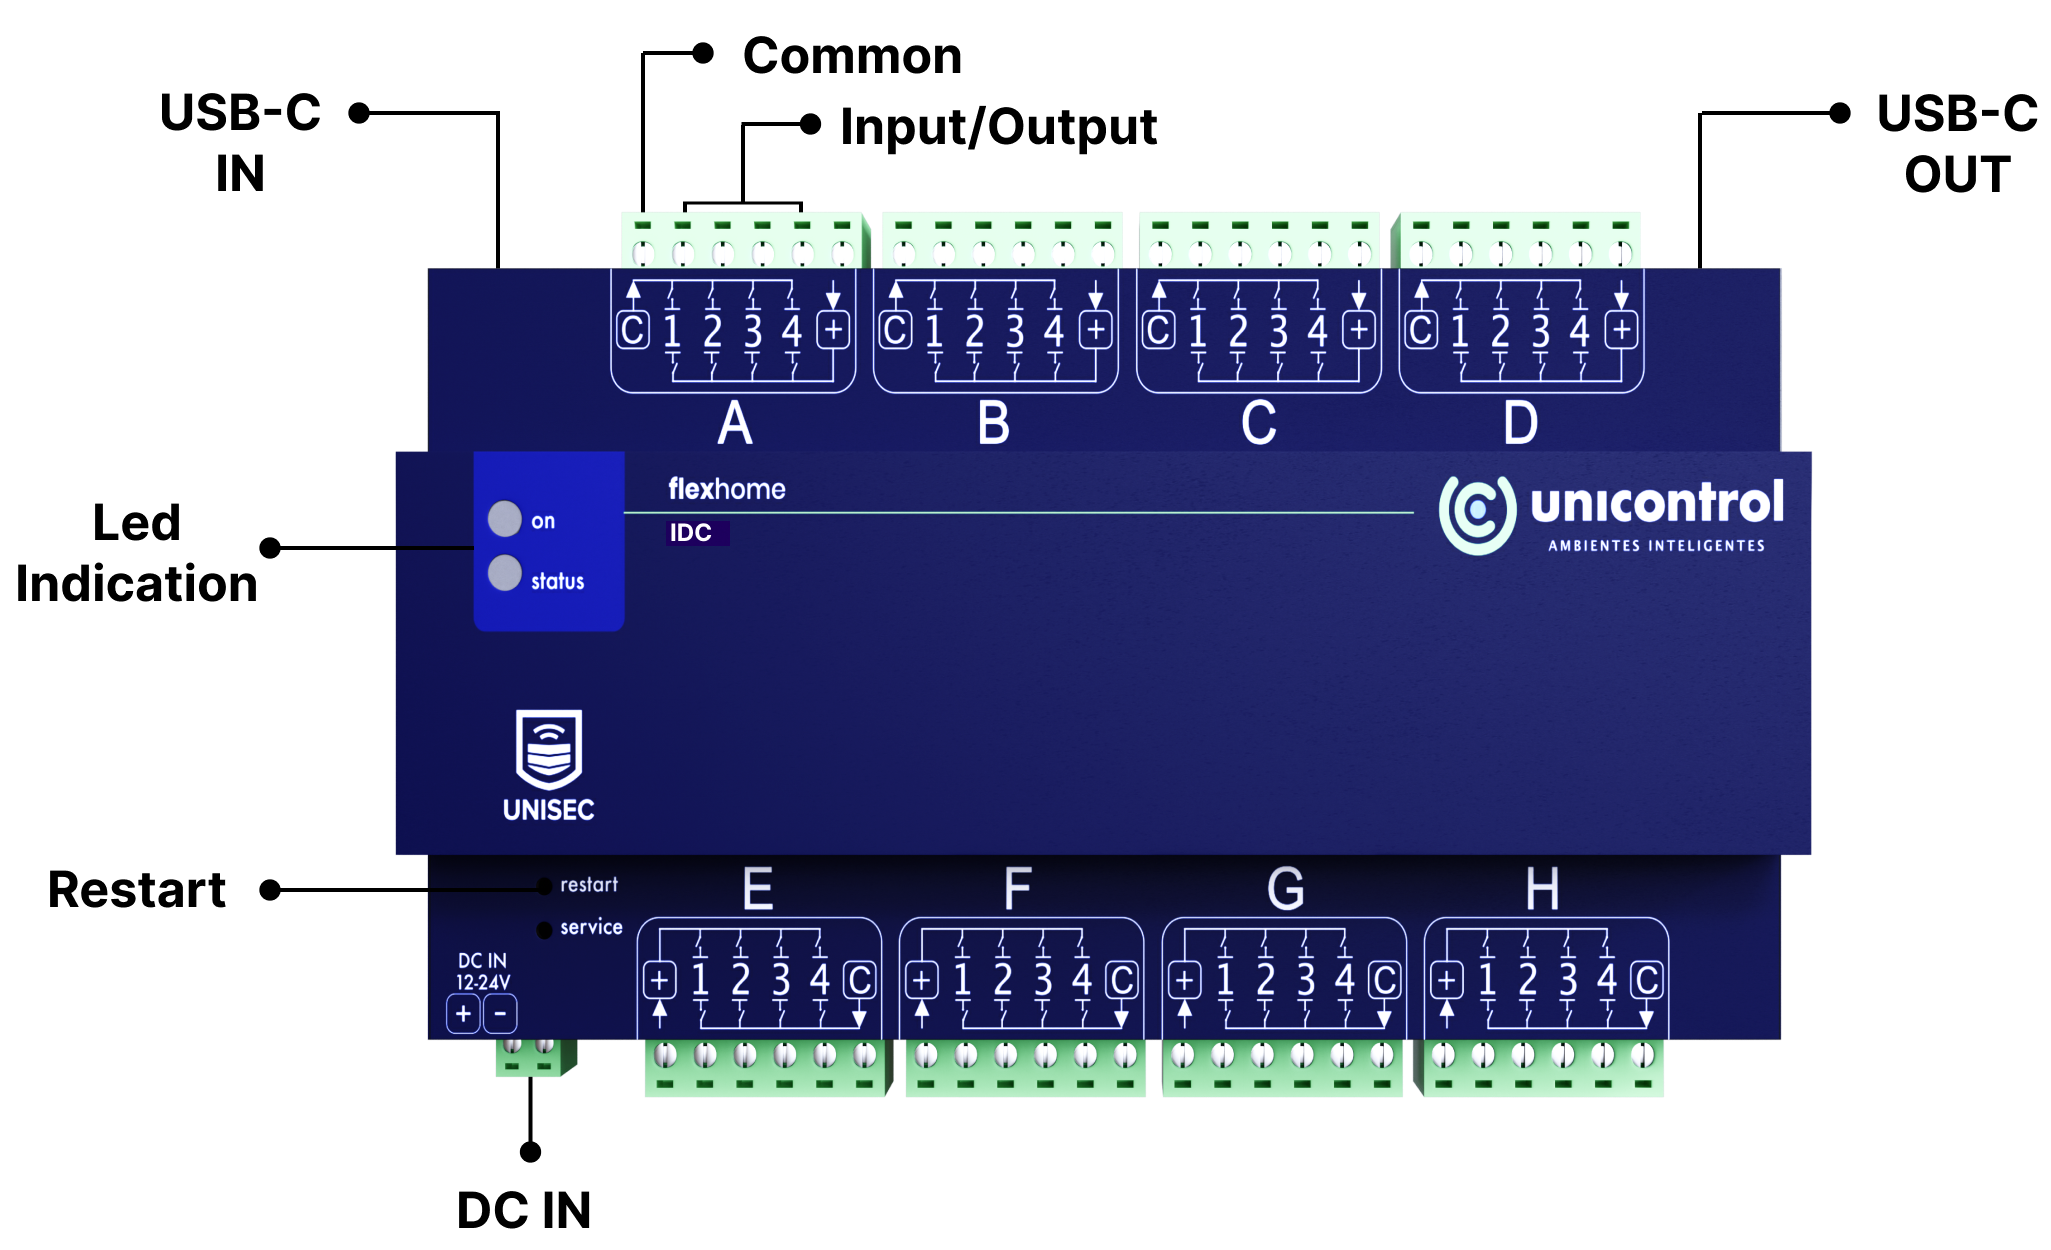 Common
USB-C
IN
Input/Output
USB-C
OUT
C 1 2 3 4 +
C 1 2 3 4 +
C 1 2 3 4 +
C 1 2 3 4 +
A
B
C
D
Led
Indication
on
status
flexhome
IDC
unicontrol
AMBIENTES INTELIGENTES
UNISEC
Restart
restart
service
E
F
G
H
DC IN
12-24V
+ -
+ 1 2 3 4 C
+ 1 2 3 4 C
+ 1 2 3 4 C
+ 1 2 3 4 C
DC IN